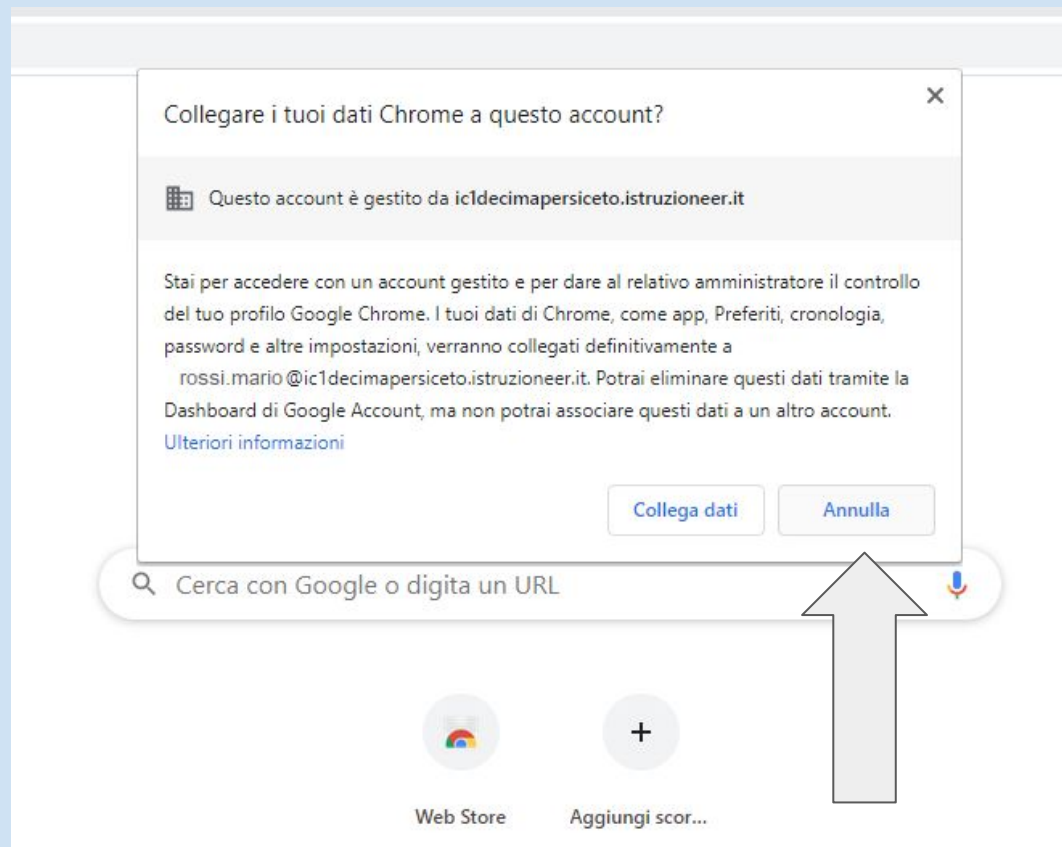 Collegare i tuoi dati Chrome a questo account?
Questo account è gestito da ic1decimapersiceto.istruzioneer.it
Stai per accedere con un account gestito e per dare al relativo amministratore il controllo
del tuo profilo Google Chrome. I tuoi dati di Chrome, come app, Preferiti, cronologia,
password e altre impostazioni, verranno collegati definitivamente a
rossi.mario@ic1decimapersiceto.istruzioneer.it. Potrai eliminare questi dati tramite la
Dashboard di Google Account, ma non potrai associare questi dati a un altro account.
Ulteriori informazioni
Collega dati Annulla
Cerca con Google o digita un URL
Web Store Aggiungi scor...